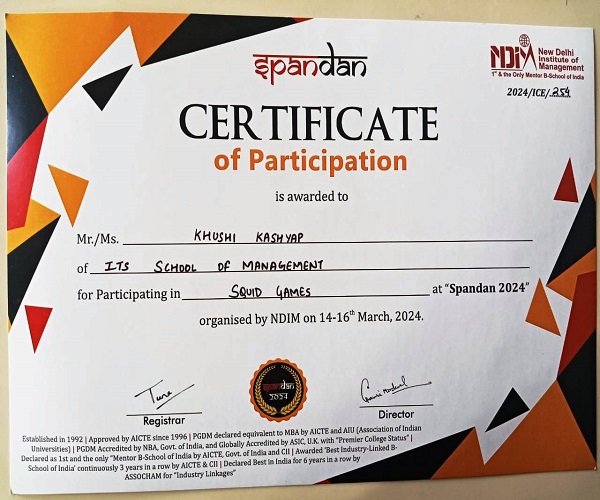 spandan
NDIM New Delhi
Institute of
Management
1st & the Only Mentor B-School of India
2024/ICE/.254
CERTIFICATE
of Participation
is awarded to
Mr./Ms. KHUSHI KASHYAP
of ITS SCHOOL OF MANAGEMENT
for Participating in SQUID GAMES at “Spandan 2024”
organised by NDIM on 14-16th March, 2024.
spandan
2024
Registrar
Director
Established in 1992 | Approved by AICTE since 1996 | PGDM declared equivalent to MBA by AICTE and AIU (Association of Indian
Universities) | PGDM Accredited by NBA, Govt. of India, and Globally Accredited by ASIC, U.K. with "Premier College Status" |
Declared as 1st and the only "Mentor B-School of India by AICTE, Govt. of India and CII | Awarded 'Best Industry-Linked B-
School of India' continuously 3 years in a row by AICTE & CII | Declared Best in India for 6 years in a row by
ASSOCHAM for "Industry Linkages"